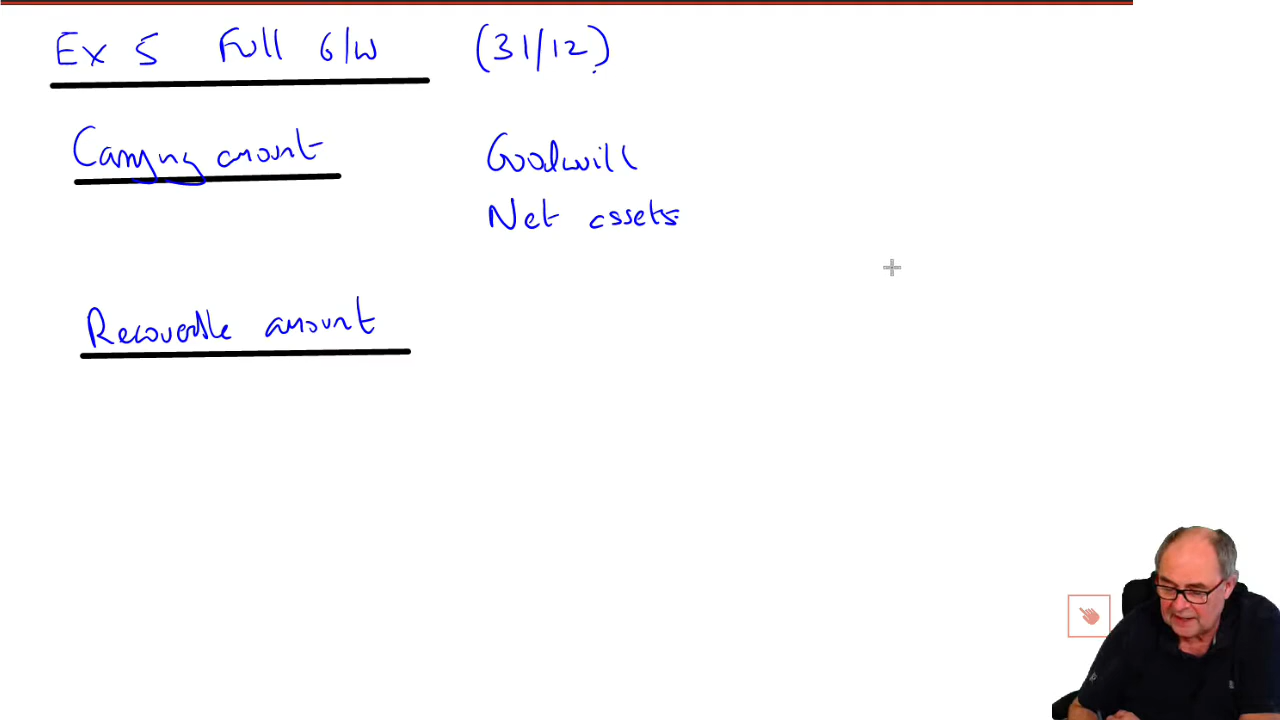 Ex 5 Full G/W (31/12)
Carrying amount Goodwill
Net assets
Recoverable amount